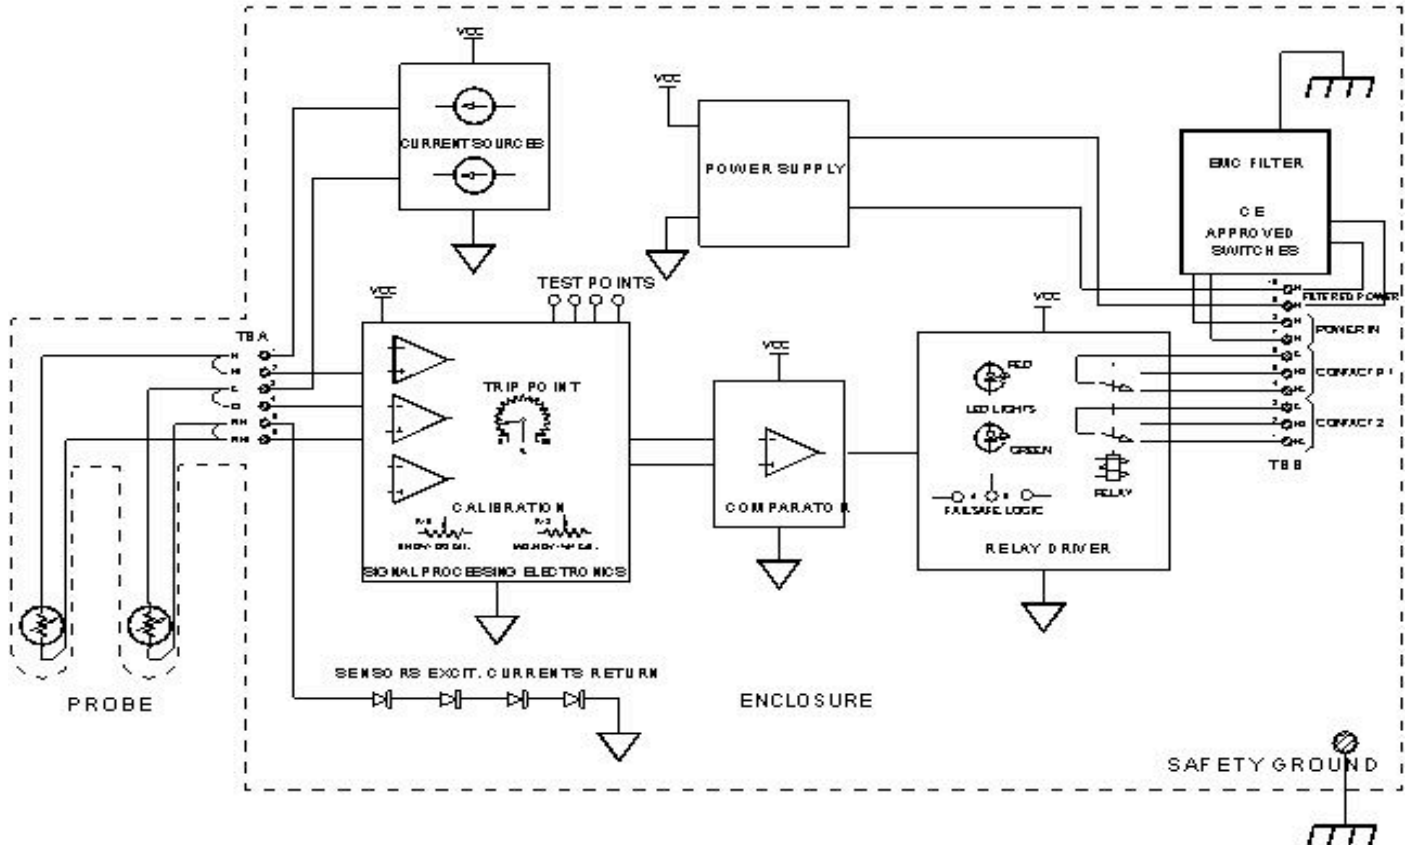 VCC
CURRENT SOURCES
VCC
POWER SUPPLY
EMC FILTER
CE
APPROVED
SWITCHES
FILTERED POWER
POWER IN
CONTACT 1
CONTACT 2
TBB
VCC
TEST POINTS
TBA
TRIP POINT
CALIBRATION
SIGNAL PROCESSING ELECTRONICS
VCC
COMPARATOR
VCC
RED
LED LIGHTS
GREEN
FAILSAFE LOGIC
RELAY
RELAY DRIVER
SENSORS EXCIT. CURRENTS RETURN
PROBE
ENCLOSURE
SAFETY GROUND